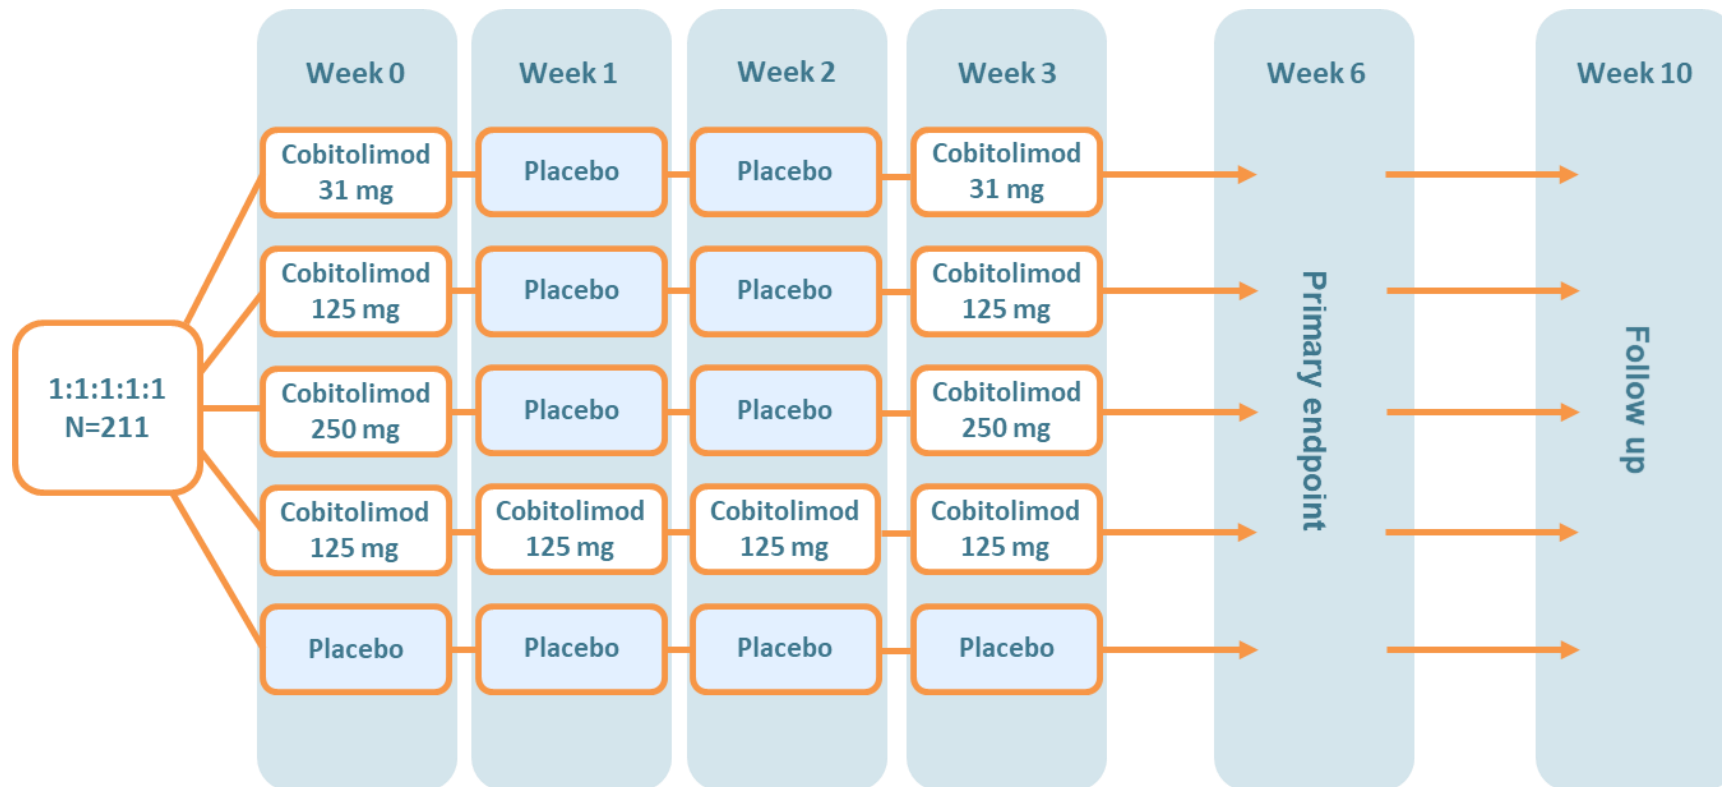 Week 0
Week 1
Week 2
Week 3
Week 6
Week 10
Cobitolimod
31 mg
Placebo
Placebo
Cobitolimod
31 mg
Cobitolimod
125 mg
Placebo
Placebo
Cobitolimod
125 mg
1:1:1:1:1
N=211
Cobitolimod
250 mg
Placebo
Placebo
Cobitolimod
250 mg
Cobitolimod
125 mg
Cobitolimod
125 mg
Cobitolimod
125 mg
Cobitolimod
125 mg
Placebo
Placebo
Placebo
Placebo
Primary endpoint
Follow up